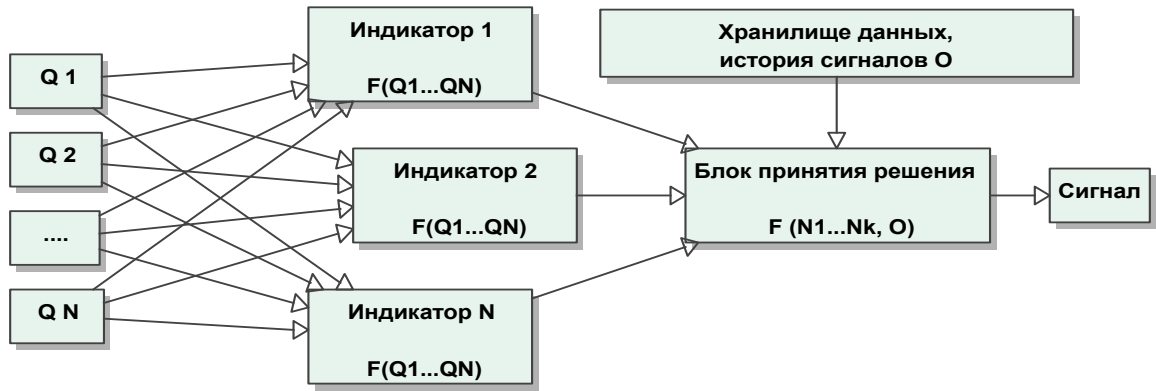 Q 1
Q 2
....
Q N
Индикатор 1
F(Q1...QN)
Индикатор 2
F(Q1...QN)
Индикатор N
F(Q1...QN)
Хранилище данных,
история сигналов O
Блок принятия решения
F (N1...Nk, O)
Сигнал